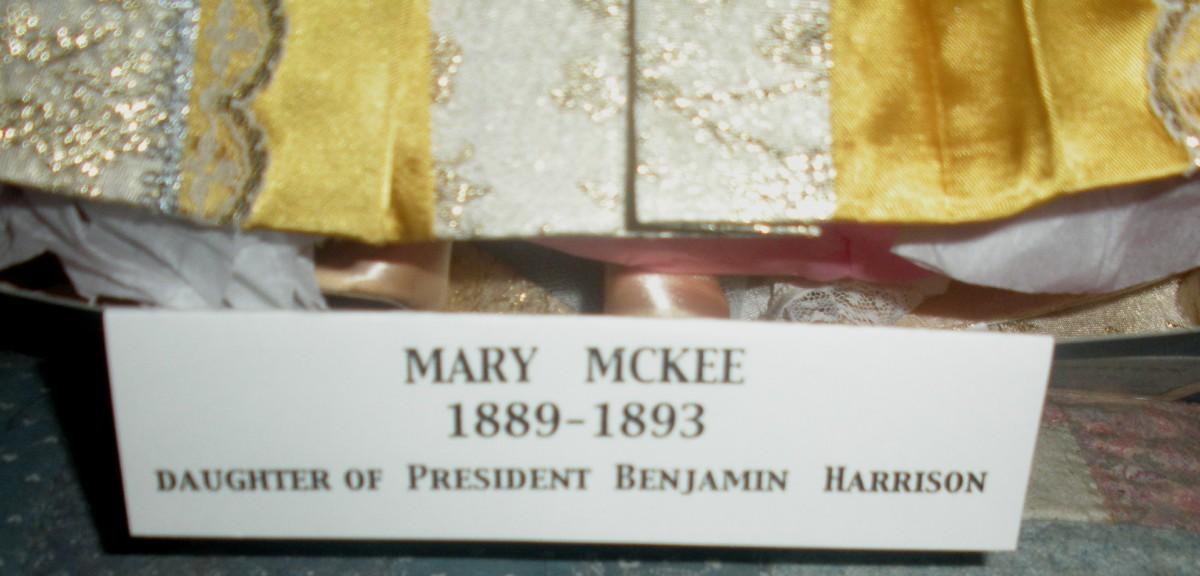 MARY MCKEE
1889-1893
DAUGHTER OF PRESIDENT BENJAMIN HARRISON